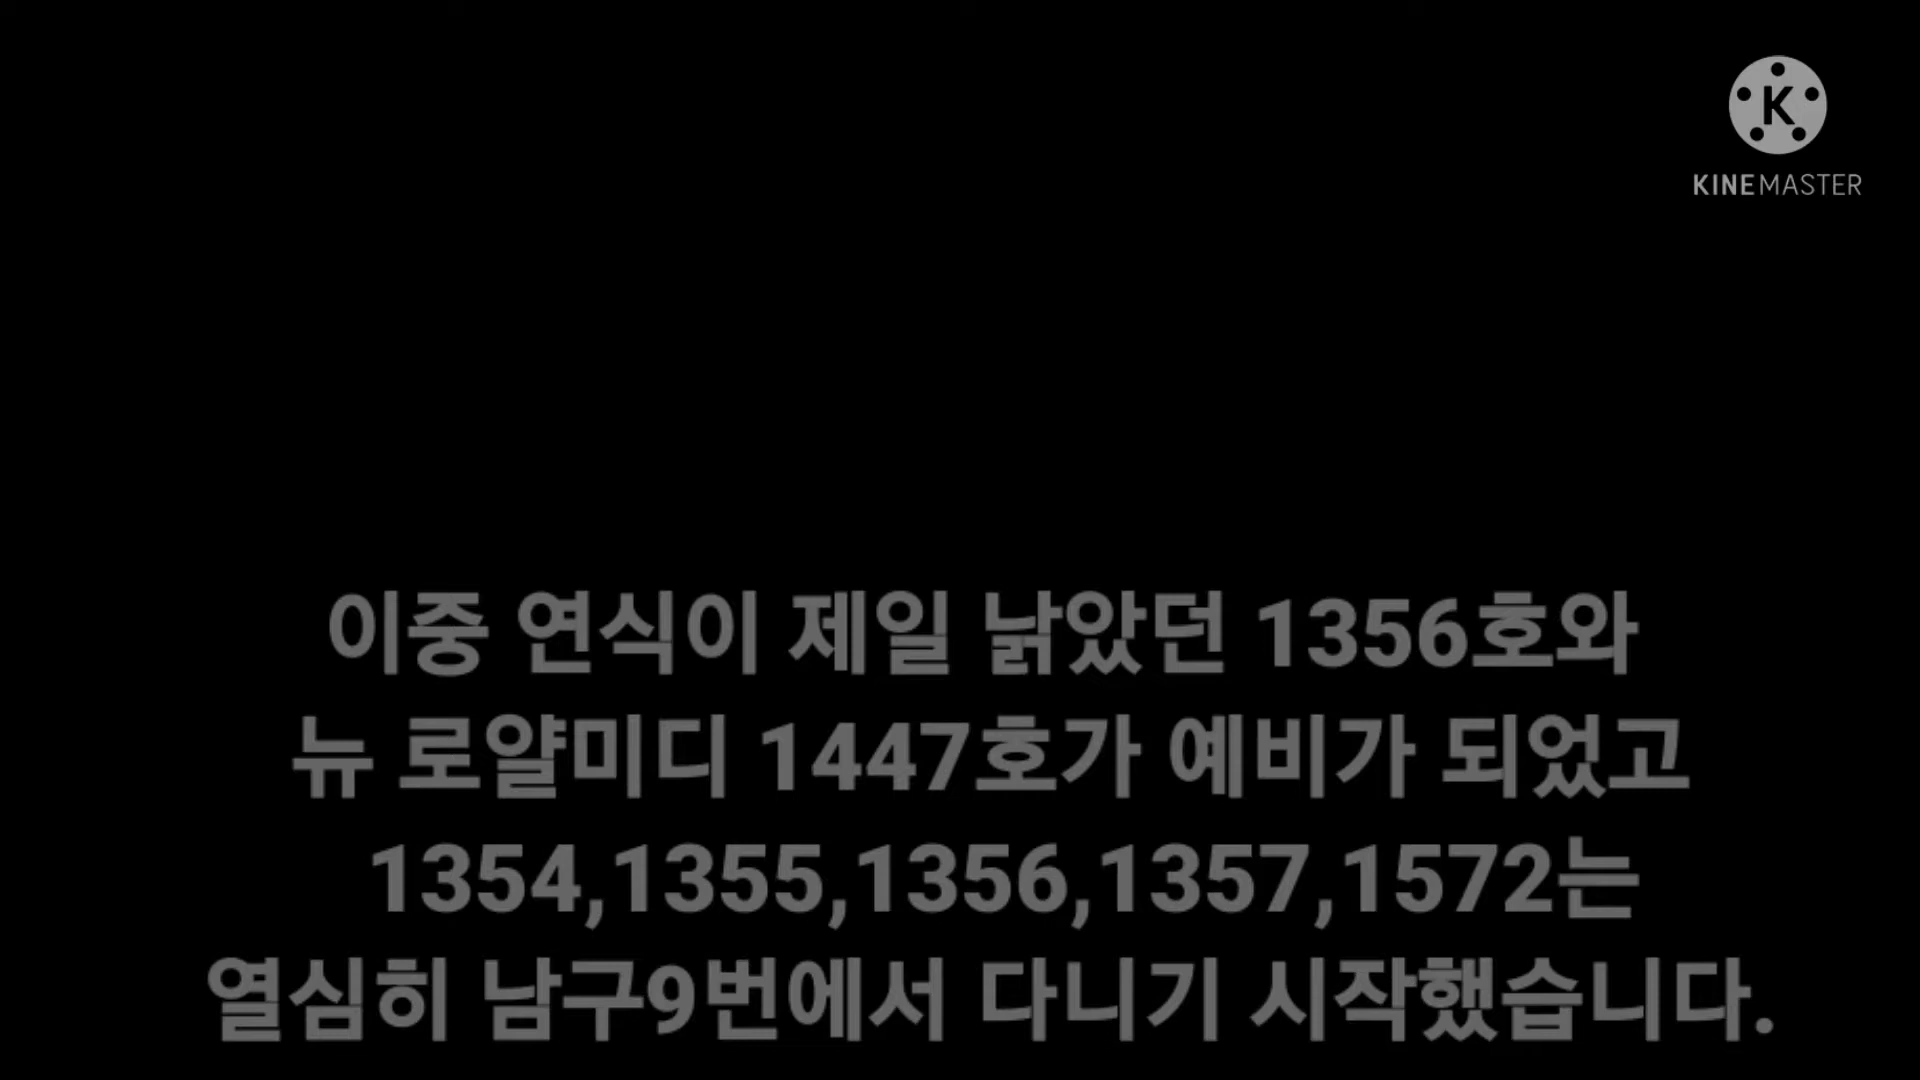 K
KINEMASTER
이중 연식이 제일 낡았던 1356호와
뉴 로얄미디 1447호가 예비가 되었고
1354,1355,1356,1357,1572는
열심히 남구9번에서 다니기 시작했습니다.